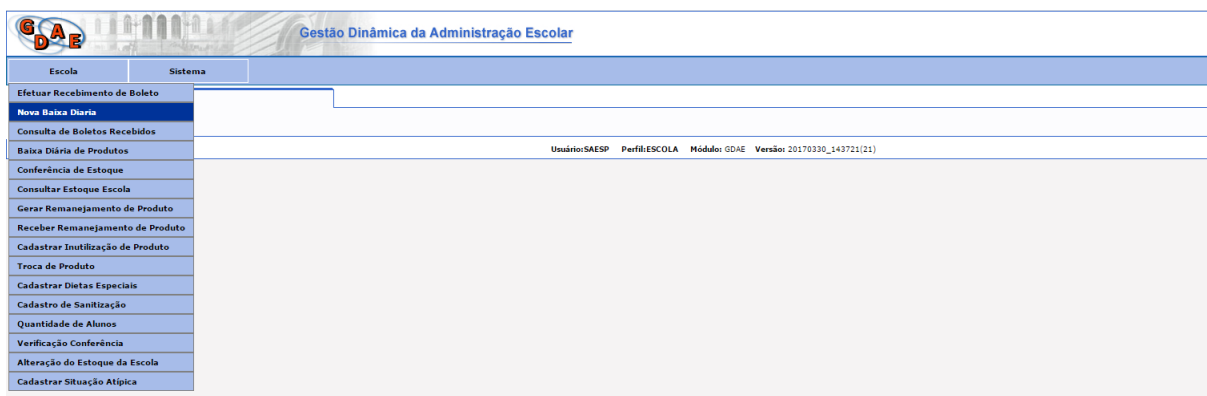 GDAE
Gestão Dinâmica da Administração Escolar
Escola Sistema
Efetuar Recebimento de Boleto
Nova Baixa Diaria
Consulta de Boletos Recebidos
Baixa Diária de Produtos
Usuário:SAESP Perfil:ESCOLA Módulo: GDAE Versão: 20170330_143721(21)
Conferência de Estoque
Consultar Estoque Escola
Gerar Remanejamento de Produto
Receber Remanejamento de Produto
Cadastrar Inutilização de Produto
Troca de Produto
Cadastrar Dietas Especiais
Cadastro de Sanitização
Quantidade de Alunos
Verificação Conferência
Alteração do Estoque da Escola
Cadastrar Situação Atípica